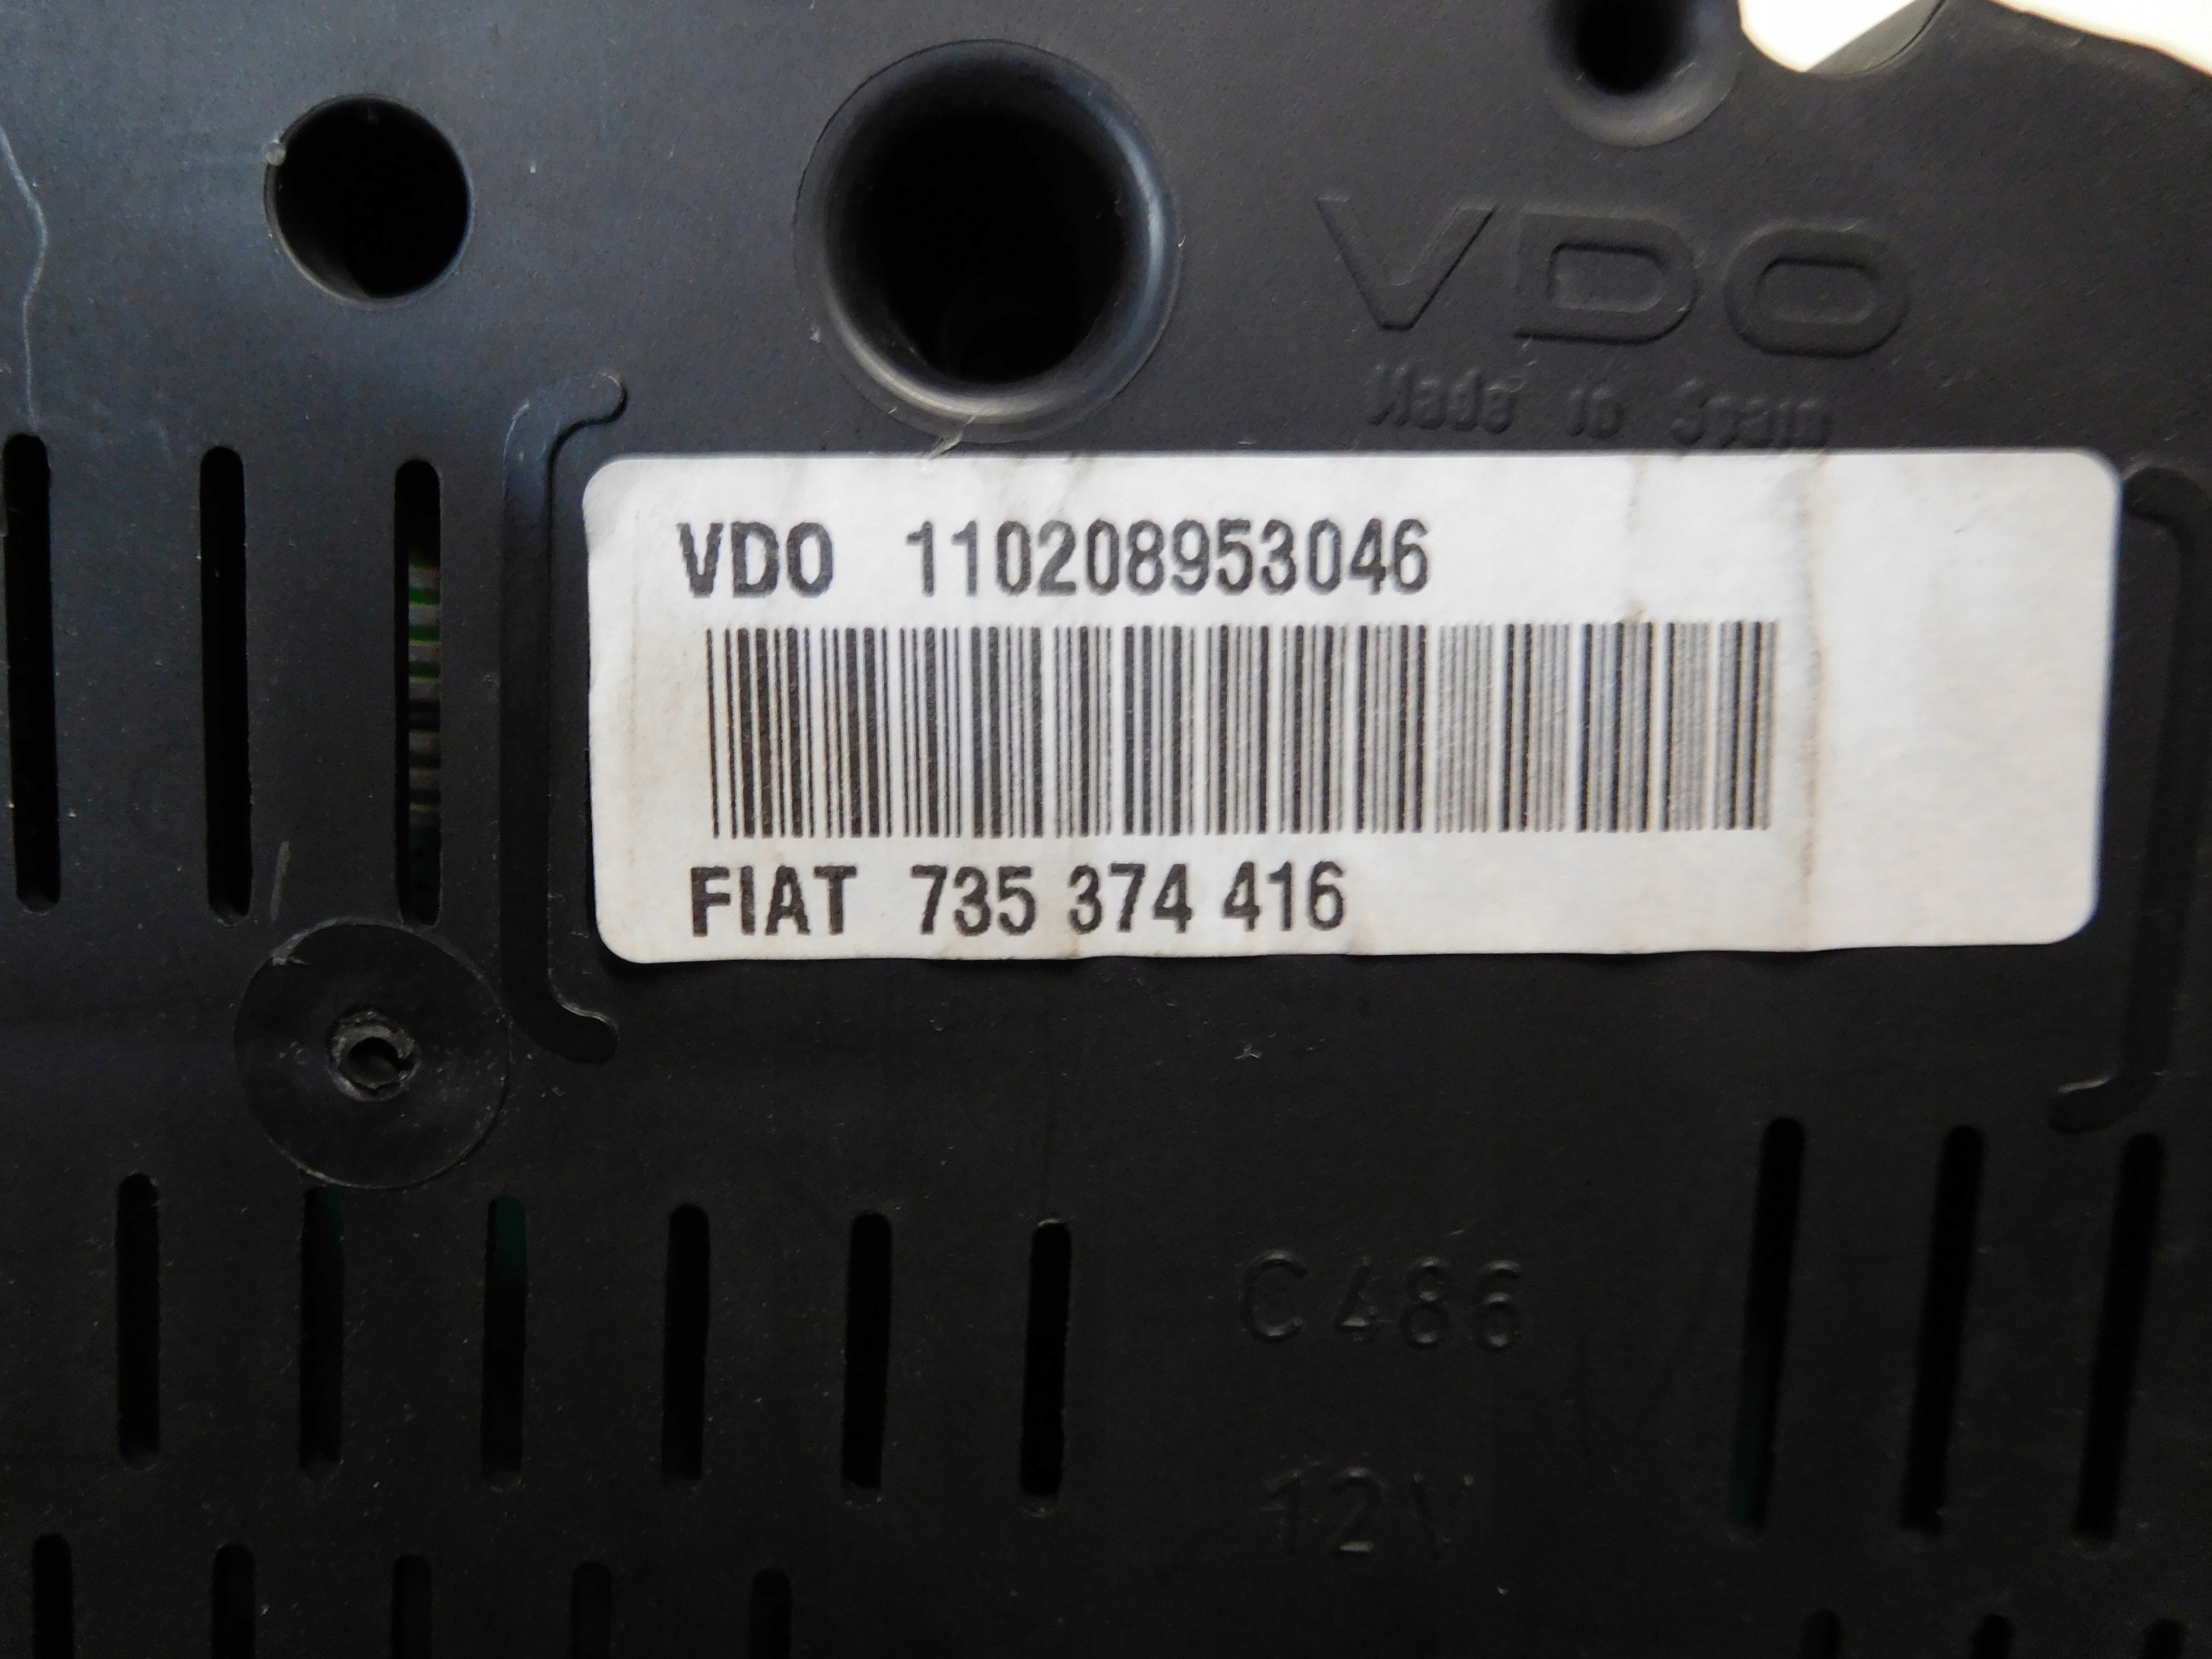 VDO
Made in Spain
VDO 110208953046
FIAT 735 374 416
C486
12V